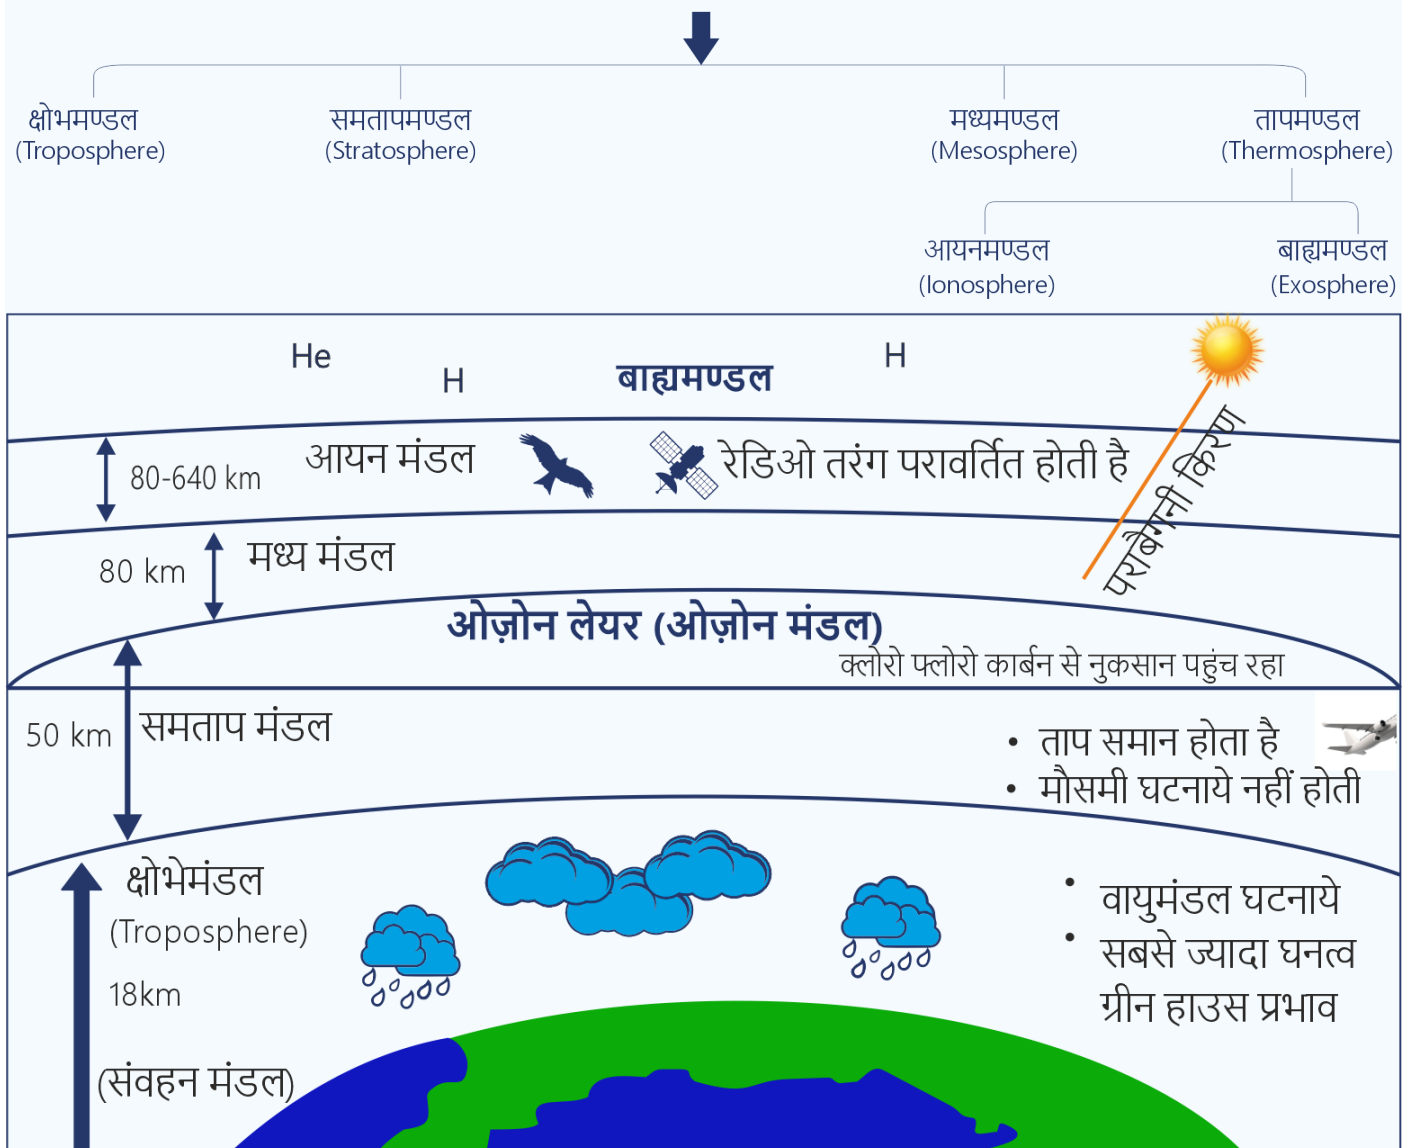 क्षोभमण्डल
(Troposphere)
समतापमण्डल
(Stratosphere)
मध्यमण्डल
(Mesosphere)
तापमण्डल
(Thermosphere)
आयनमण्डल
(Ionosphere)
बाह्यमण्डल
(Exosphere)
He
H
बाह्यमण्डल
H
80-640 km
आयन मंडल
रेडिओ तरंग परावर्तित होती है
पराबैगनी किरण
80 km
मध्य मंडल
ओज़ोन लेयर (ओज़ोन मंडल)
क्लोरो फ्लोरो कार्बन से नुकसान पहुंच रहा
50 km
समताप मंडल
• ताप समान होता है
• मौसमी घटनाये नहीं होती
क्षोभेमंडल
(Troposphere)
18km
(संवहन मंडल)
• वायुमंडल घटनाये
• सबसे ज्यादा घनत्व
ग्रीन हाउस प्रभाव